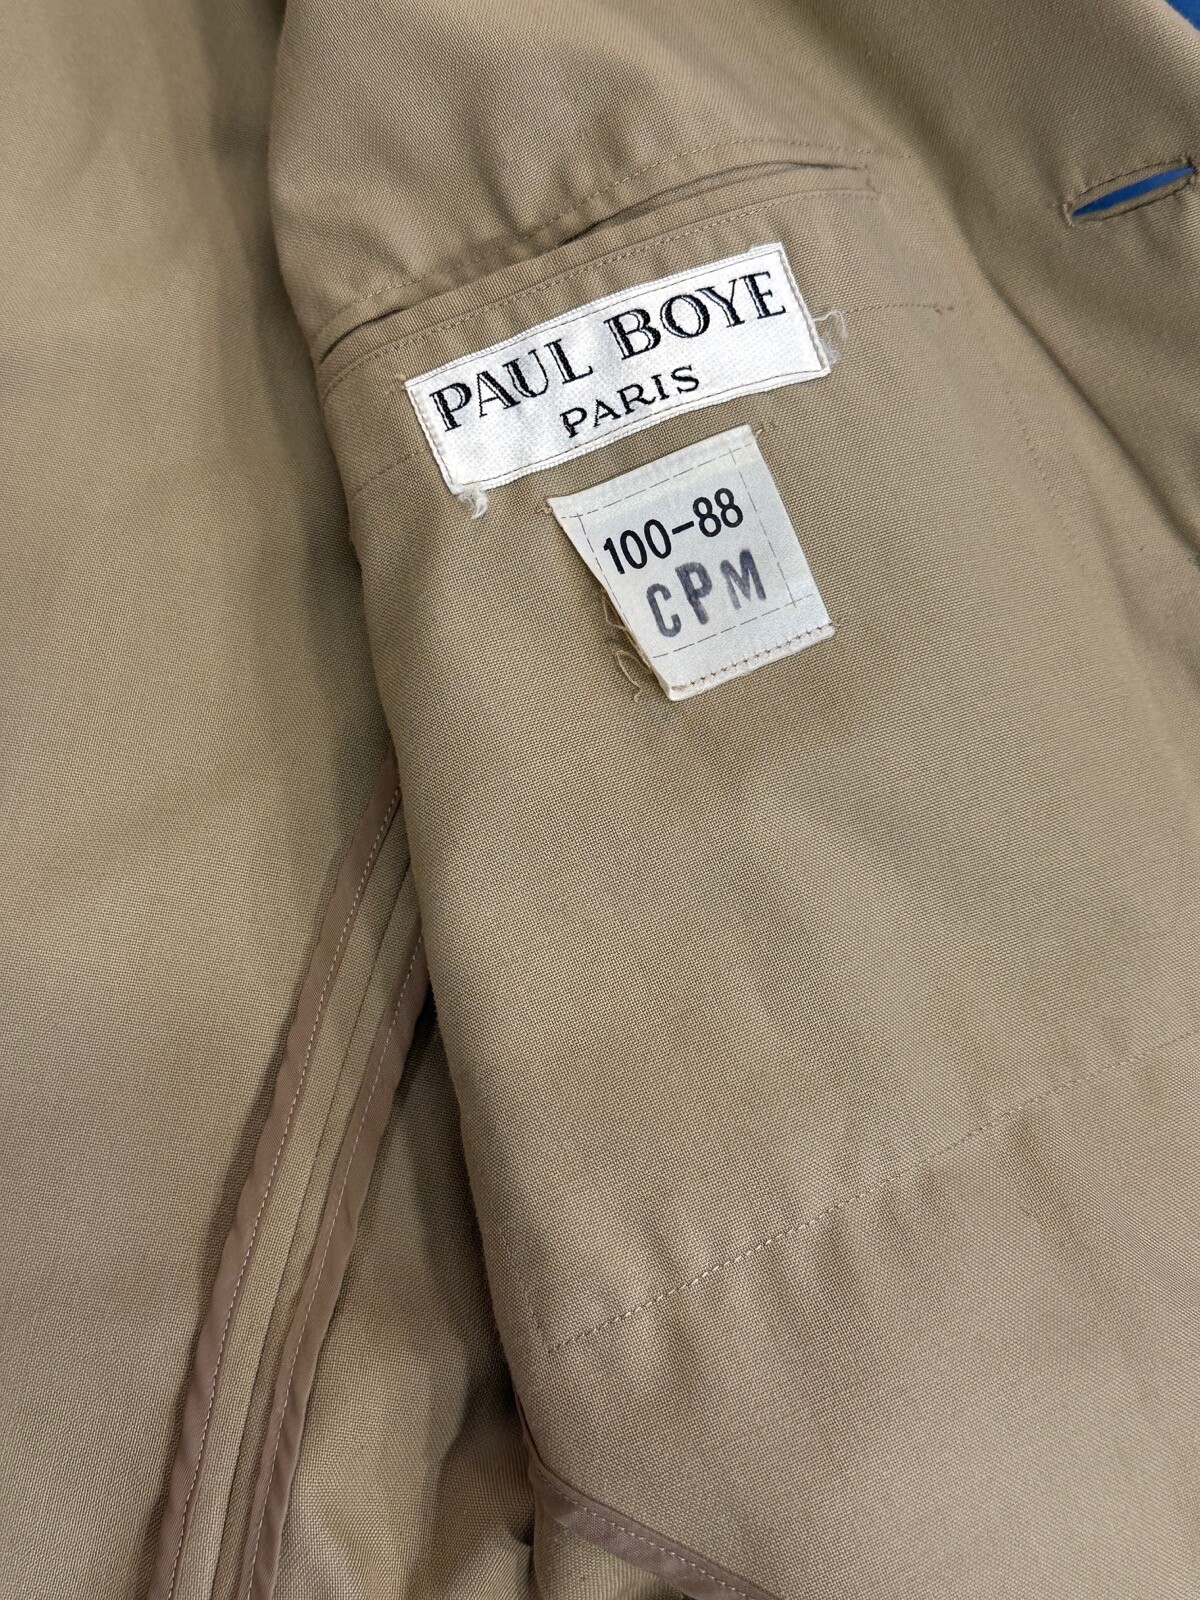 PAUL BOYE
PARIS
100-88
CPM